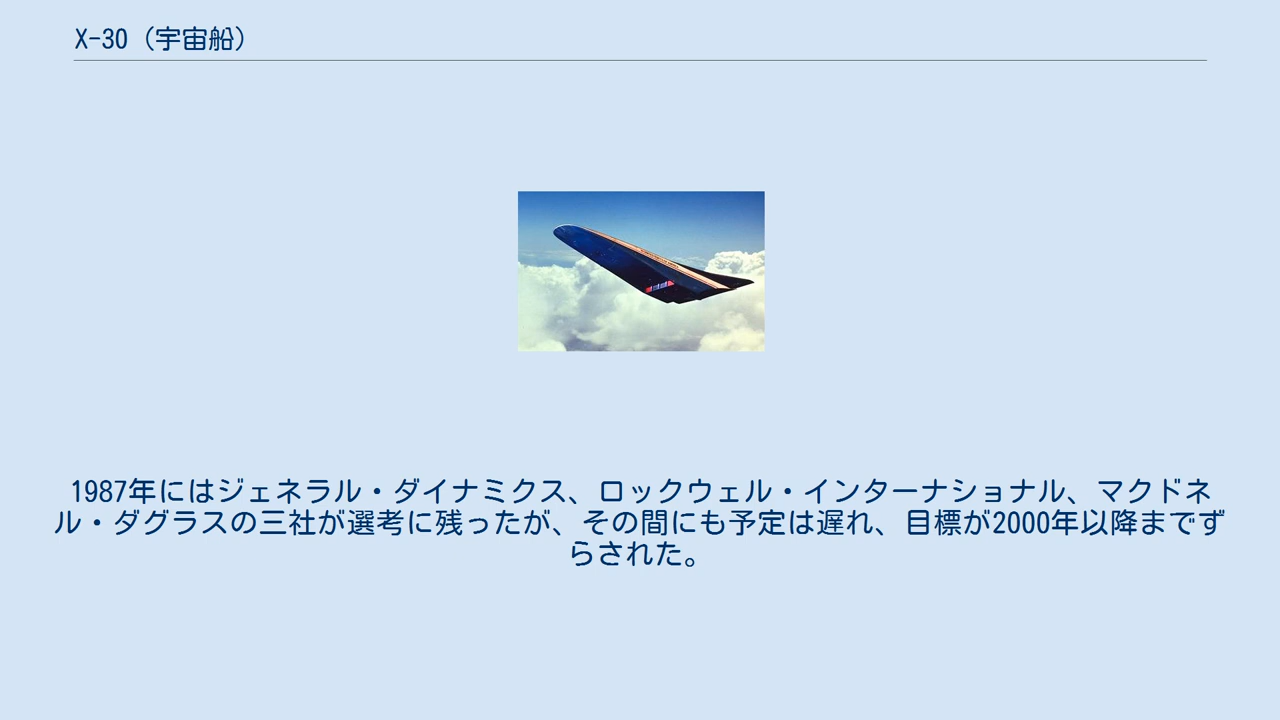 X-30（宇宙船）
1987年にはジェネラル・ダイナミクス、ロックウェル・インターナショナル、マクドネ
ル・ダグラスの三社が選考に残ったが、その間にも予定は遅れ、目標が2000年以降までず
らされた。